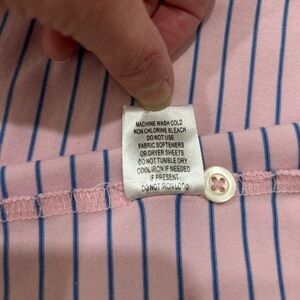 MACHINE WASH COLD
NON CHLORINE BLEACH
DO NOT USE
FABRIC SOFTENERS
OR DRYER SHEETS
DO NOT TUMBLE DRY
COOL IRON IF NEEDED
IF PRESENT
DO NOT IRON LOGO